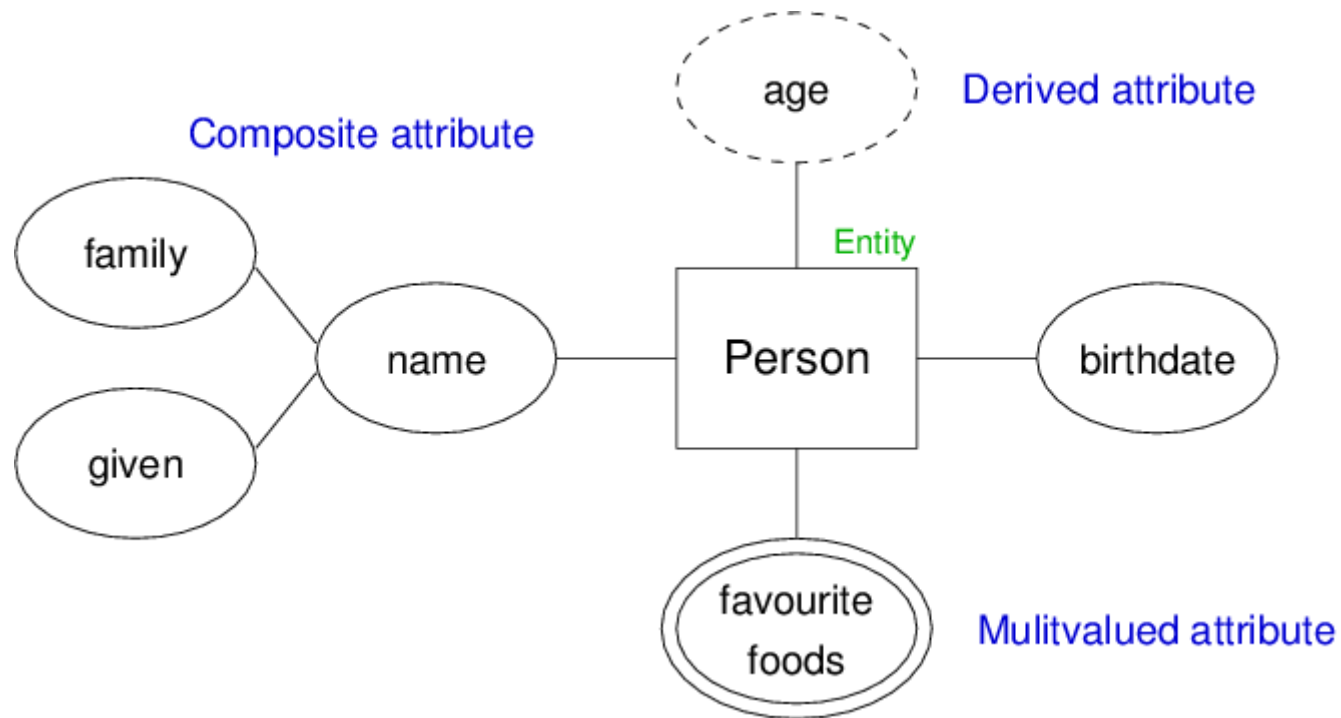 age
Derived attribute
Composite attribute
family
Entity
name
Person
birthdate
given
favourite
foods
Mulitvalued attribute